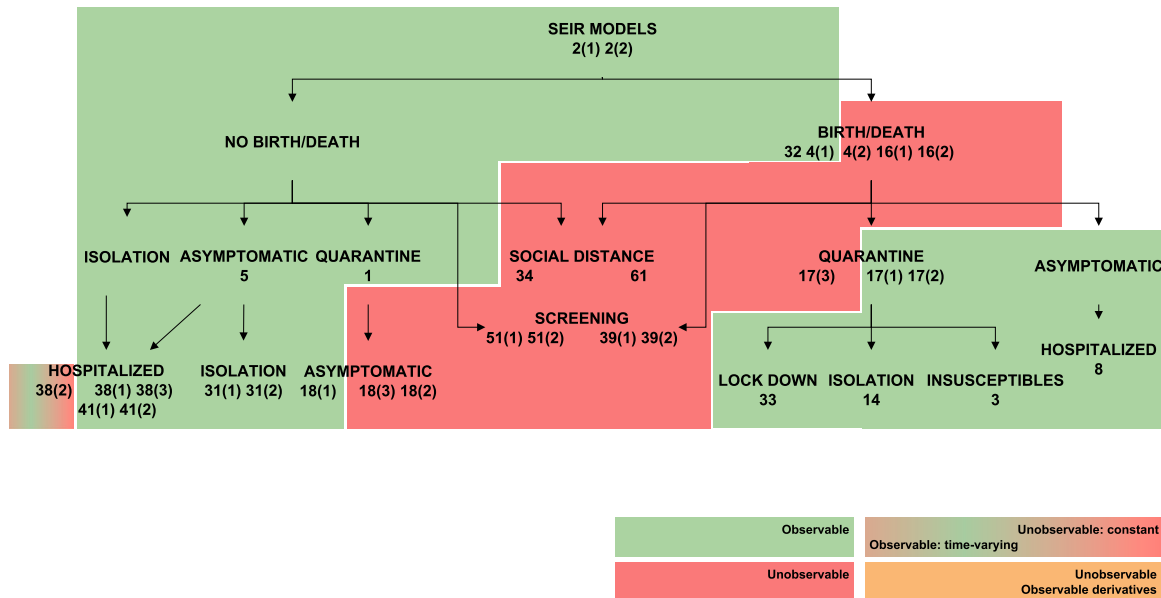 SEIR MODELS
2(1) 2(2)
NO BIRTH/DEATH
BIRTH/DEATH
32 4(1) 4(2) 16(1) 16(2)
ISOLATION
ASYMPTOMATIC
5
QUARANTINE
1
SOCIAL DISTANCE
34 61
QUARANTINE
17(3) 17(1) 17(2)
ASYMPTOMATIC
SCREENING
51(1) 51(2) 39(1) 39(2)
HOSPITALIZED
38(2) 38(1) 38(3)
41(1) 41(2)
ISOLATION
31(1) 31(2)
ASYMPTOMATIC
18(1) 18(3) 18(2)
LOCK DOWN
33
ISOLATION
14
INSUSCEPTIBLES
3
HOSPITALIZED
8
Observable
Unobservable: constant
Observable: time-varying
Unobservable
Unobservable
Observable derivatives